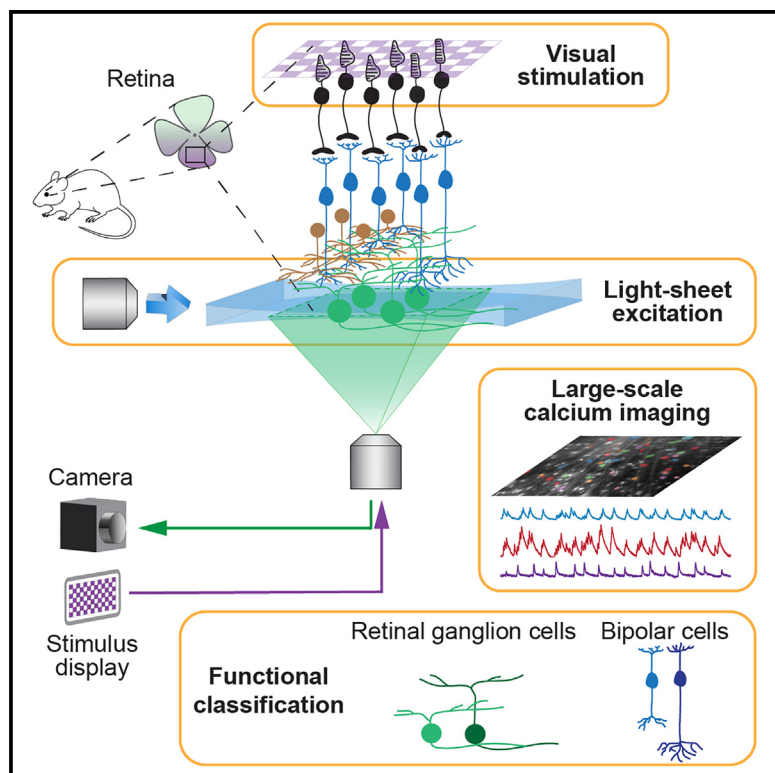 Visual
stimulation
Retina
Light-sheet
excitation
Large-scale
calcium imaging
Camera
Stimulus
display
Retinal ganglion cells
Bipolar cells
Functional
classification